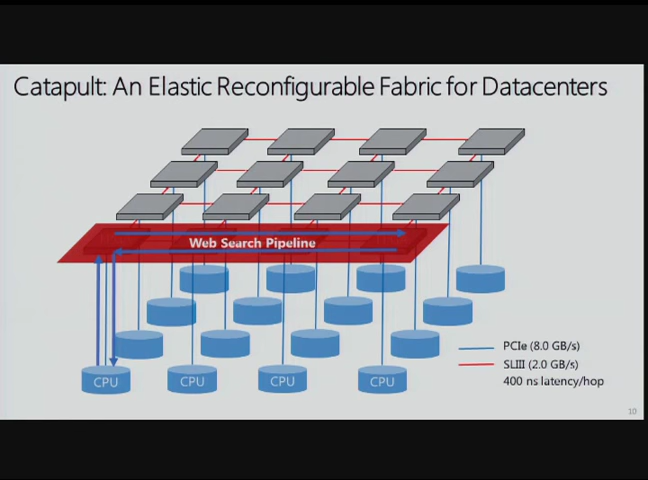 Catapult: An Elastic Reconfigurable Fabric for Datacenters
Web Search Pipeline
CPU
CPU
CPU
CPU
PCIe (8.0 GB/s)
SLIII (2.0 GB/s)
400 ns latency/hop
10